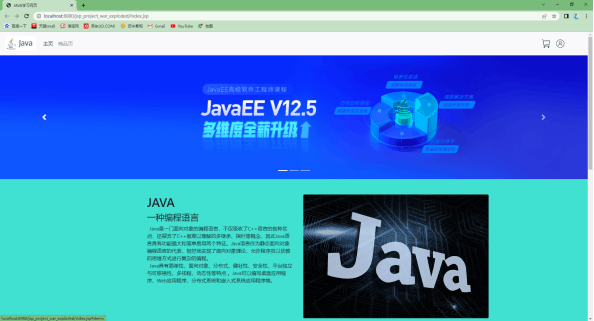 Java学习网页
localhost:8080/jsp_project_war_exploded/index.jsp
百度一下
天猫tmall
淘宝网
京东(JD.COM)
Gmail
YouTube
地图
Java 主页 商品页
JavaEE高级软件工程师课程
JavaEE V12.5
多维度全新升级
JAVA
一种编程语言
Java是一门面向对象的编程语言，不仅吸收了C++语言的各种优
点，还摒弃了C++里难以理解的多继承、指针等概念，因此Java语
言具有功能强大和简单易用两个特征。Java语言作为静态面向对象
编程语言的代表，极好地实现了面向对象理论，允许程序员以优雅
的思维方式进行复杂的编程。
Java具有简单性、面向对象、分布式、健壮性、安全性、平台独立
与可移植性、多线程、动态性等特点 。Java可以编写桌面应用程
序、Web应用程序、分布式系统和嵌入式系统应用程序等。
Java
localhost:8080/jsp_project_war_exploded/index.jsp#demo